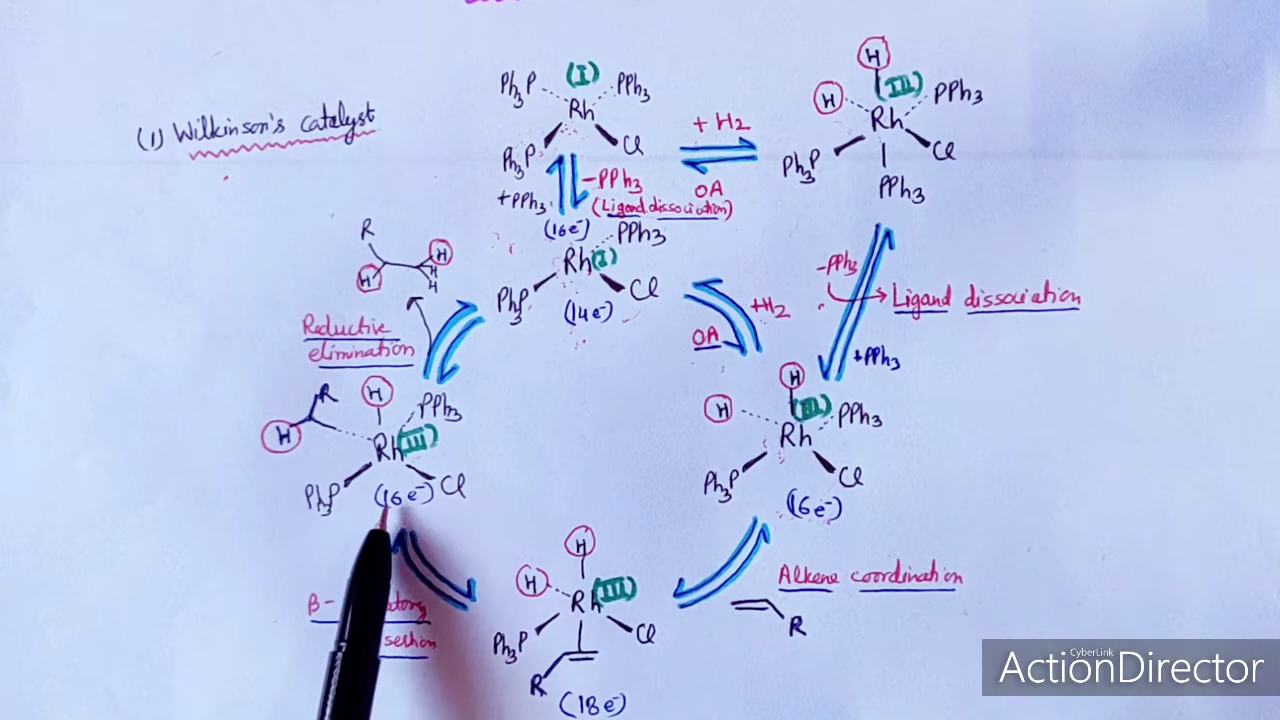 (1) Wilkinson's catalyst
Ph₃P (I) PPh₃
Rh
Ph₃P Cl
+ H₂
OA
H
H (III) PPh₃
Rh
Ph₃P Cl
PPh₃
+PPh₃ -PPh₃
(Ligand dissociation)
(16e⁻)
PPh₃
Rh (I)
Ph₃P Cl
(14e⁻)
-PPh₃
Ligand dissociation
+PPh₃
+H₂
OA
R
H H
H
H
Reductive
elimination
H
H (III) PPh₃
Rh
Ph₃P Cl
(16e⁻)
Alkene coordination
R
H
H (III)
Rh
Ph₃P Cl
R
(18e⁻)
β-
H
R
PPh₃
H Rh (III)
Ph₃P Cl
(16e⁻)
CyberLink
ActionDirector